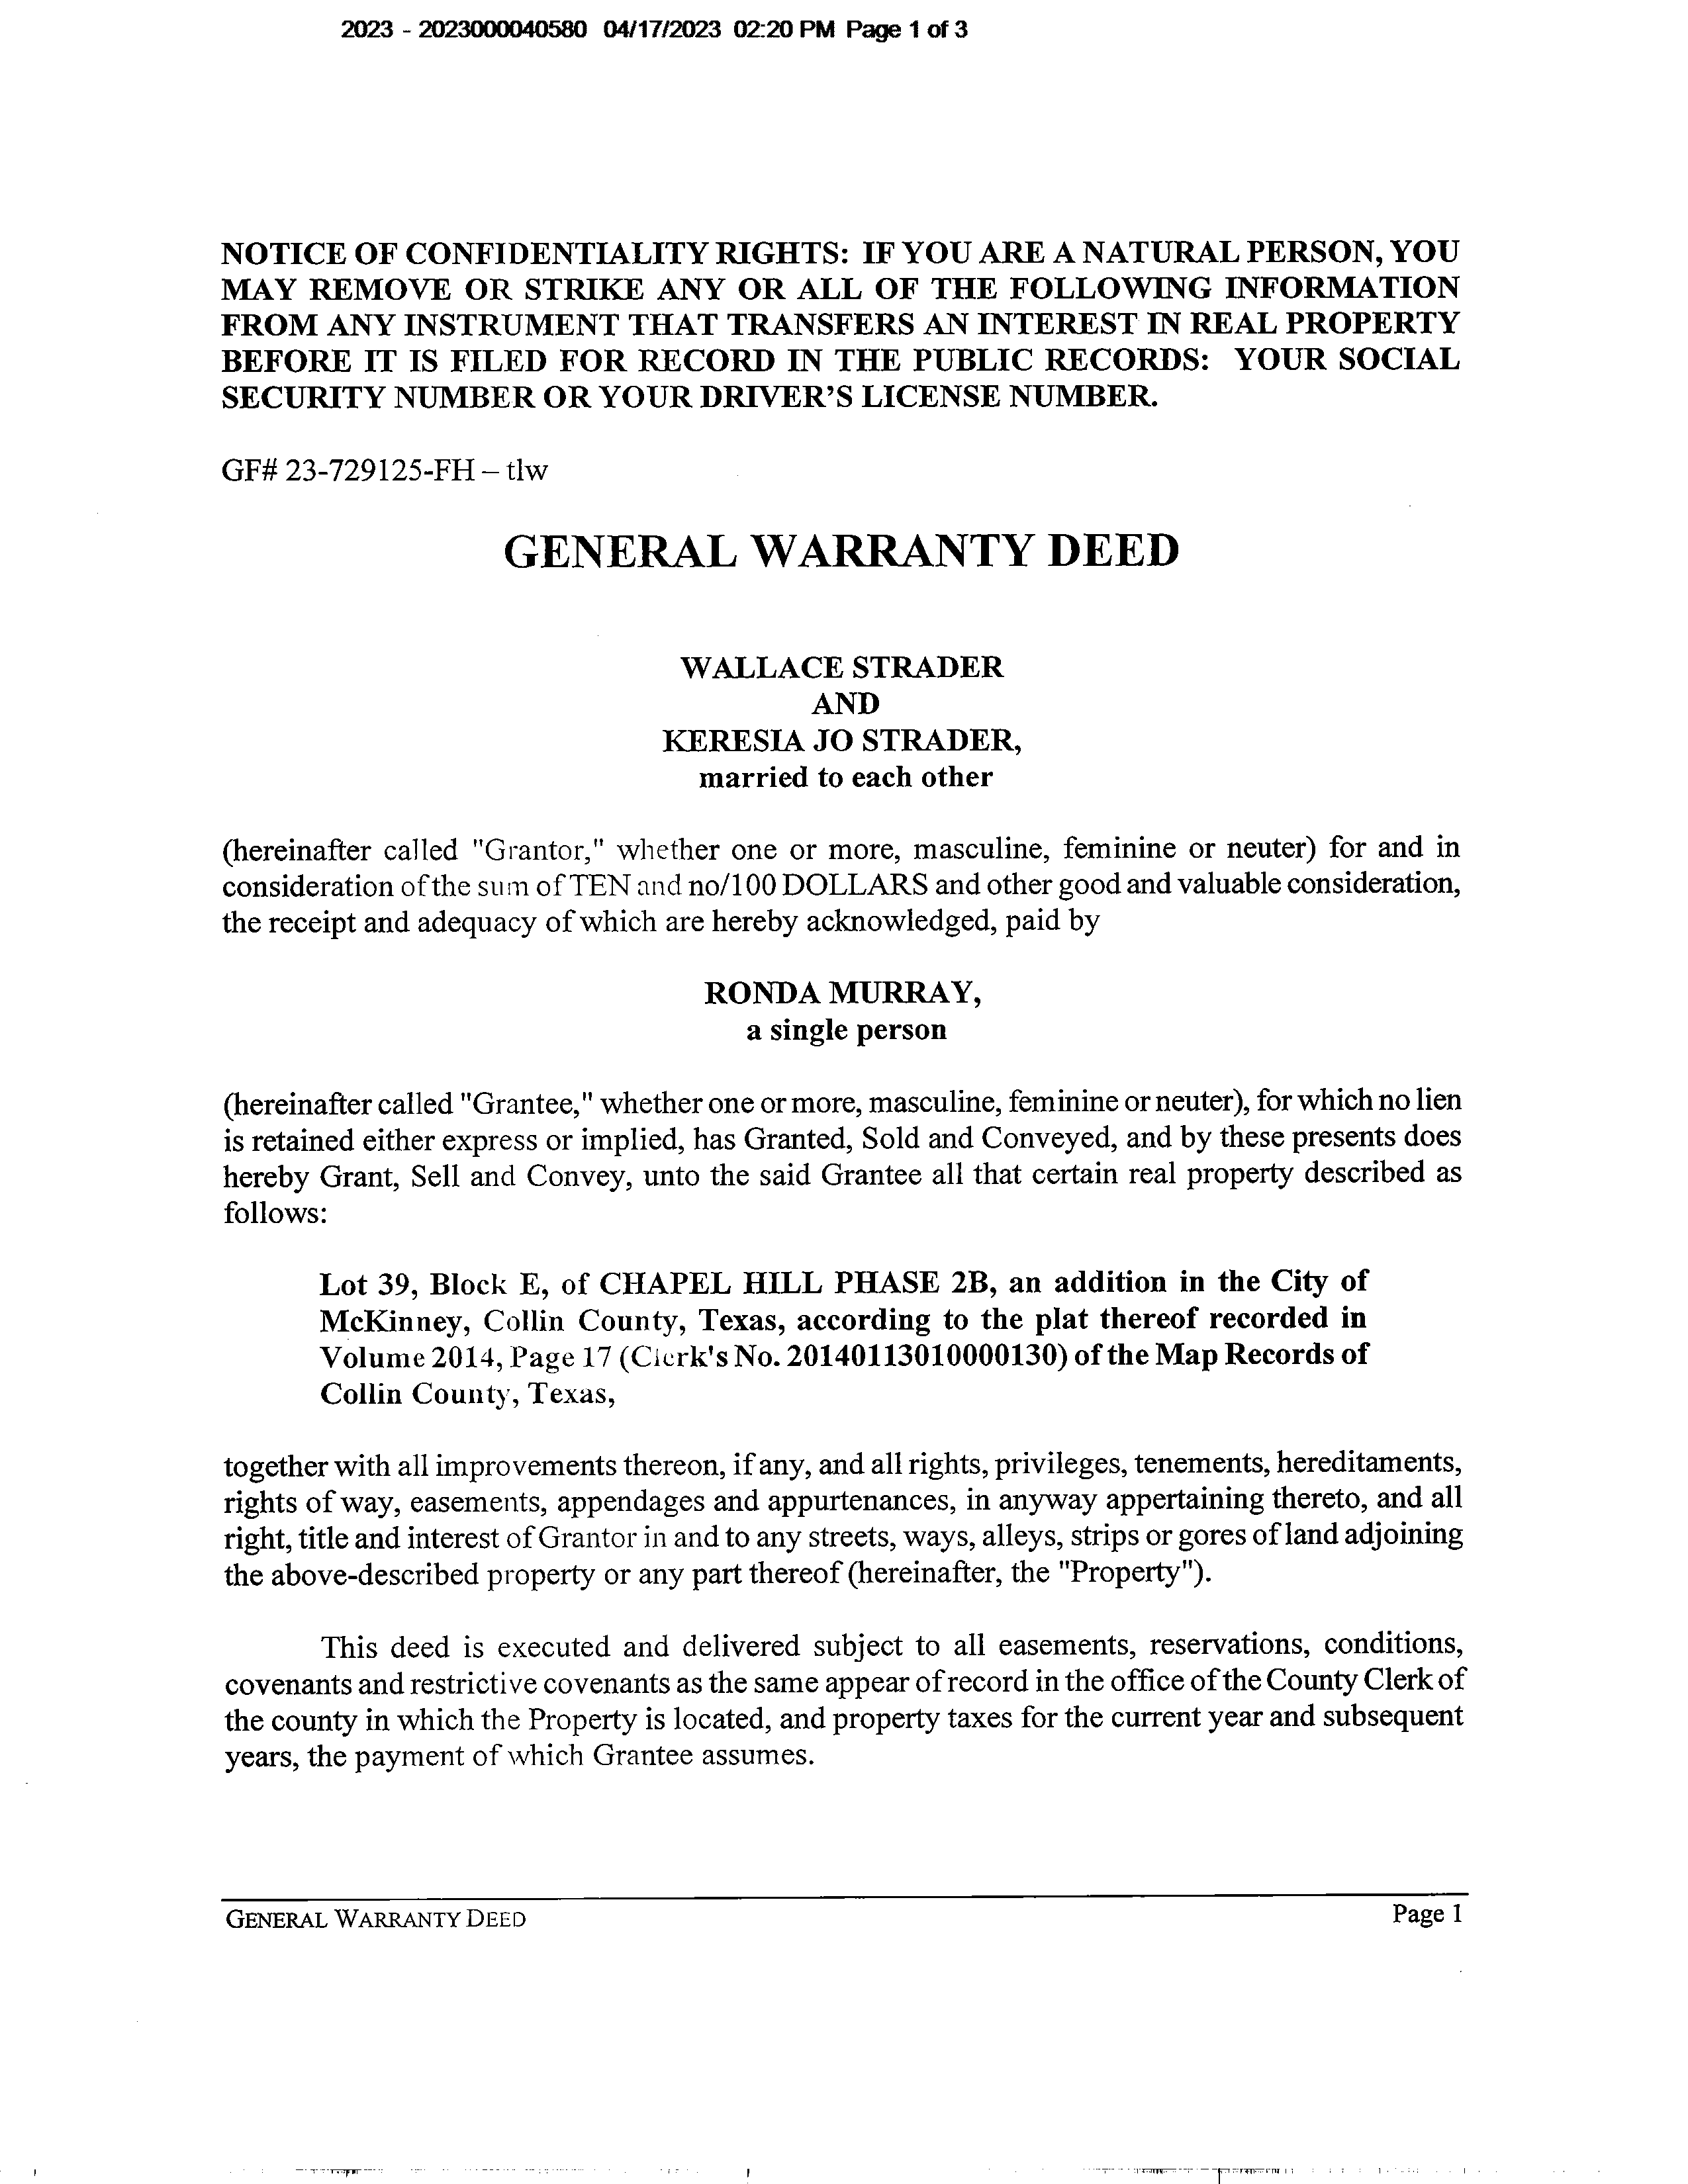 2023 - 2023000040580 04/17/2023 02:20 PM Page 1 of 3
NOTICE OF CONFIDENTIALITY RIGHTS: IF YOU ARE A NATURAL PERSON, YOU
MAY REMOVE OR STRIKE ANY OR ALL OF THE FOLLOWING INFORMATION
FROM ANY INSTRUMENT THAT TRANSFERS AN INTEREST IN REAL PROPERTY
BEFORE IT IS FILED FOR RECORD IN THE PUBLIC RECORDS: YOUR SOCIAL
SECURITY NUMBER OR YOUR DRIVER'S LICENSE NUMBER.
GF# 23-729125-FH – tlw
GENERAL WARRANTY DEED
WALLACE STRADER
AND
KERESIA JO STRADER,
married to each other
(hereinafter called "Grantor," whether one or more, masculine, feminine or neuter) for and in
consideration of the sum of TEN and no/100 DOLLARS and other good and valuable consideration,
the receipt and adequacy of which are hereby acknowledged, paid by
RONDA MURRAY,
a single person
(hereinafter called "Grantee," whether one or more, masculine, feminine or neuter), for which no lien
is retained either express or implied, has Granted, Sold and Conveyed, and by these presents does
hereby Grant, Sell and Convey, unto the said Grantee all that certain real property described as
follows:
Lot 39, Block E, of CHAPEL HILL PHASE 2B, an addition in the City of
McKinney, Collin County, Texas, according to the plat thereof recorded in
Volume 2014, Page 17 (Clerk's No. 20140113010000130) of the Map Records of
Collin County, Texas,
together with all improvements thereon, if any, and all rights, privileges, tenements, hereditaments,
rights of way, easements, appendages and appurtenances, in anyway appertaining thereto, and all
right, title and interest of Grantor in and to any streets, ways, alleys, strips or gores of land adjoining
the above-described property or any part thereof (hereinafter, the "Property").
This deed is executed and delivered subject to all easements, reservations, conditions,
covenants and restrictive covenants as the same appear of record in the office of the County Clerk of
the county in which the Property is located, and property taxes for the current year and subsequent
years, the payment of which Grantee assumes.
GENERAL WARRANTY DEED Page 1